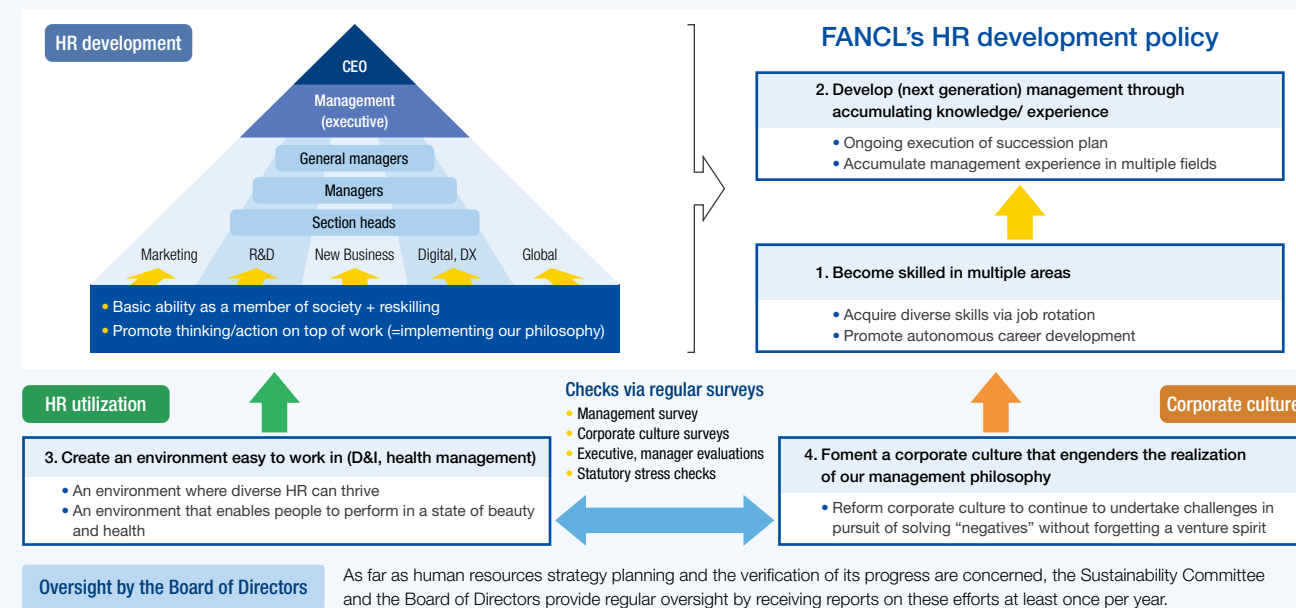 HR development
CEO
Management
(executive)
General managers
Managers
Section heads
Marketing
R&D
New Business
Digital, DX
Global
• Basic ability as a member of society + reskilling
• Promote thinking/action on top of work (=implementing our philosophy)
FANCL's HR development policy
2. Develop (next generation) management through
accumulating knowledge/ experience
• Ongoing execution of succession plan
• Accumulate management experience in multiple fields
1. Become skilled in multiple areas
• Acquire diverse skills via job rotation
• Promote autonomous career development
HR utilization
3. Create an environment easy to work in (D&I, health management)
• An environment where diverse HR can thrive
• An environment that enables people to perform in a state of beauty
and health
Checks via regular surveys
• Management survey
• Corporate culture surveys
• Executive, manager evaluations
• Statutory stress checks
Corporate culture
4. Foment a corporate culture that engenders the realization
of our management philosophy
• Reform corporate culture to continue to undertake challenges in
pursuit of solving “negatives” without forgetting a venture spirit
Oversight by the Board of Directors
As far as human resources strategy planning and the verification of its progress are concerned, the Sustainability Committee
and the Board of Directors provide regular oversight by receiving reports on these efforts at least once per year.